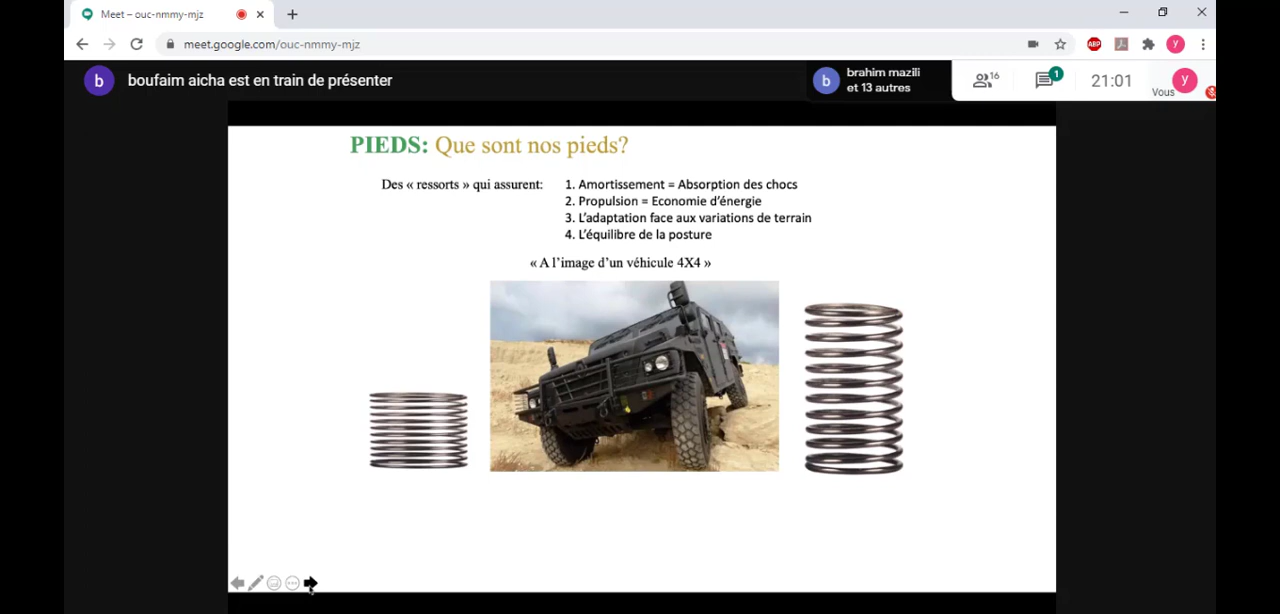 Meet – ouc-nmmy-mjz
meet.google.com/ouc-nmmy-mjz
ABP
y
b
boufaim aicha est en train de présenter
b
brahim mazili
et 13 autres
16
1
21:01
Vous
y
PIEDS: Que sont nos pieds?
Des « ressorts » qui assurent:
1. Amortissement = Absorption des chocs
2. Propulsion = Economie d’énergie
3. L’adaptation face aux variations de terrain
4. L’équilibre de la posture
« A l’image d’un véhicule 4X4 »